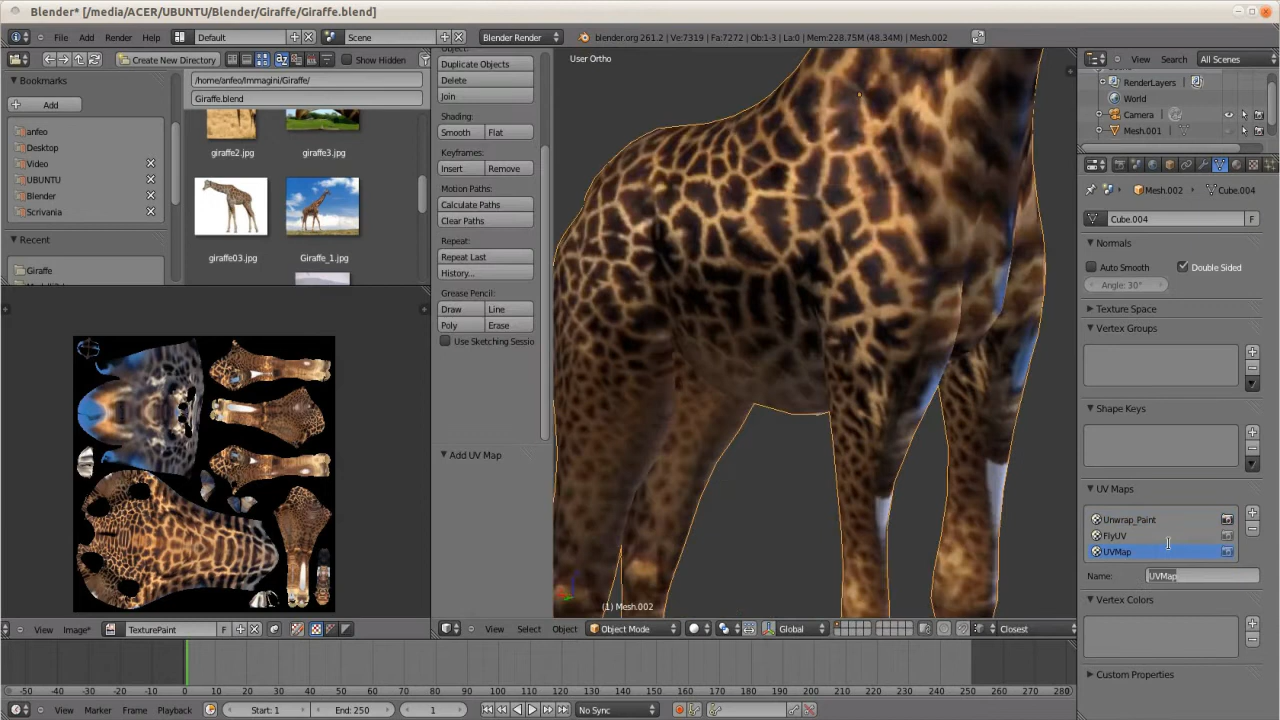 Blender* [/media/ACER/UBUNTU/Blender/Giraffe/Giraffe.blend]
File Add Render Help Default Scene Blender Render blender.org 261.2 | Ve:7319 | Fa:7272 | Ob:1-3 | La:0 | Mem:228.75M (48.34M) | Mesh.002
Create New Directory Show Hidden
Bookmarks
Add
anfeo
Desktop
Video
UBUNTU
Blender
Scrivania
Recent
Giraffe
/home/anfeo/Immagini/Giraffe/
Giraffe.blend
giraffe2.jpg giraffe3.jpg
giraffe03.jpg Giraffe_1.jpg
View Image* TexturePaint F
Object:
Duplicate Objects
Delete
Join
Shading:
Smooth Flat
Keyframes:
Insert Remove
Motion Paths:
Calculate Paths
Clear Paths
Repeat:
Repeat Last
History...
Grease Pencil:
Draw Line
Poly Erase
Use Sketching Sessio
Add UV Map
User Ortho
(1) Mesh.002
View Select Object Object Mode Global Closest
View Search All Scenes
RenderLayers
World
Camera
Mesh.001
Mesh.002 Cube.004
Cube.004 F
Normals
Auto Smooth Double Sided
Angle: 30°
Texture Space
Vertex Groups
Shape Keys
UV Maps
Unwrap_Paint
FlyUV
UVMap
Name: UVMap
Vertex Colors
Custom Properties
-50 -40 -30 -20 -10 0 10 20 30 40 50 60 70 80 90 100 110 120 130 140 150 160 170 180 190 200 210 220 230 240 250 260 270 280
View Marker Frame Playback Start: 1 End: 250 1 No Sync